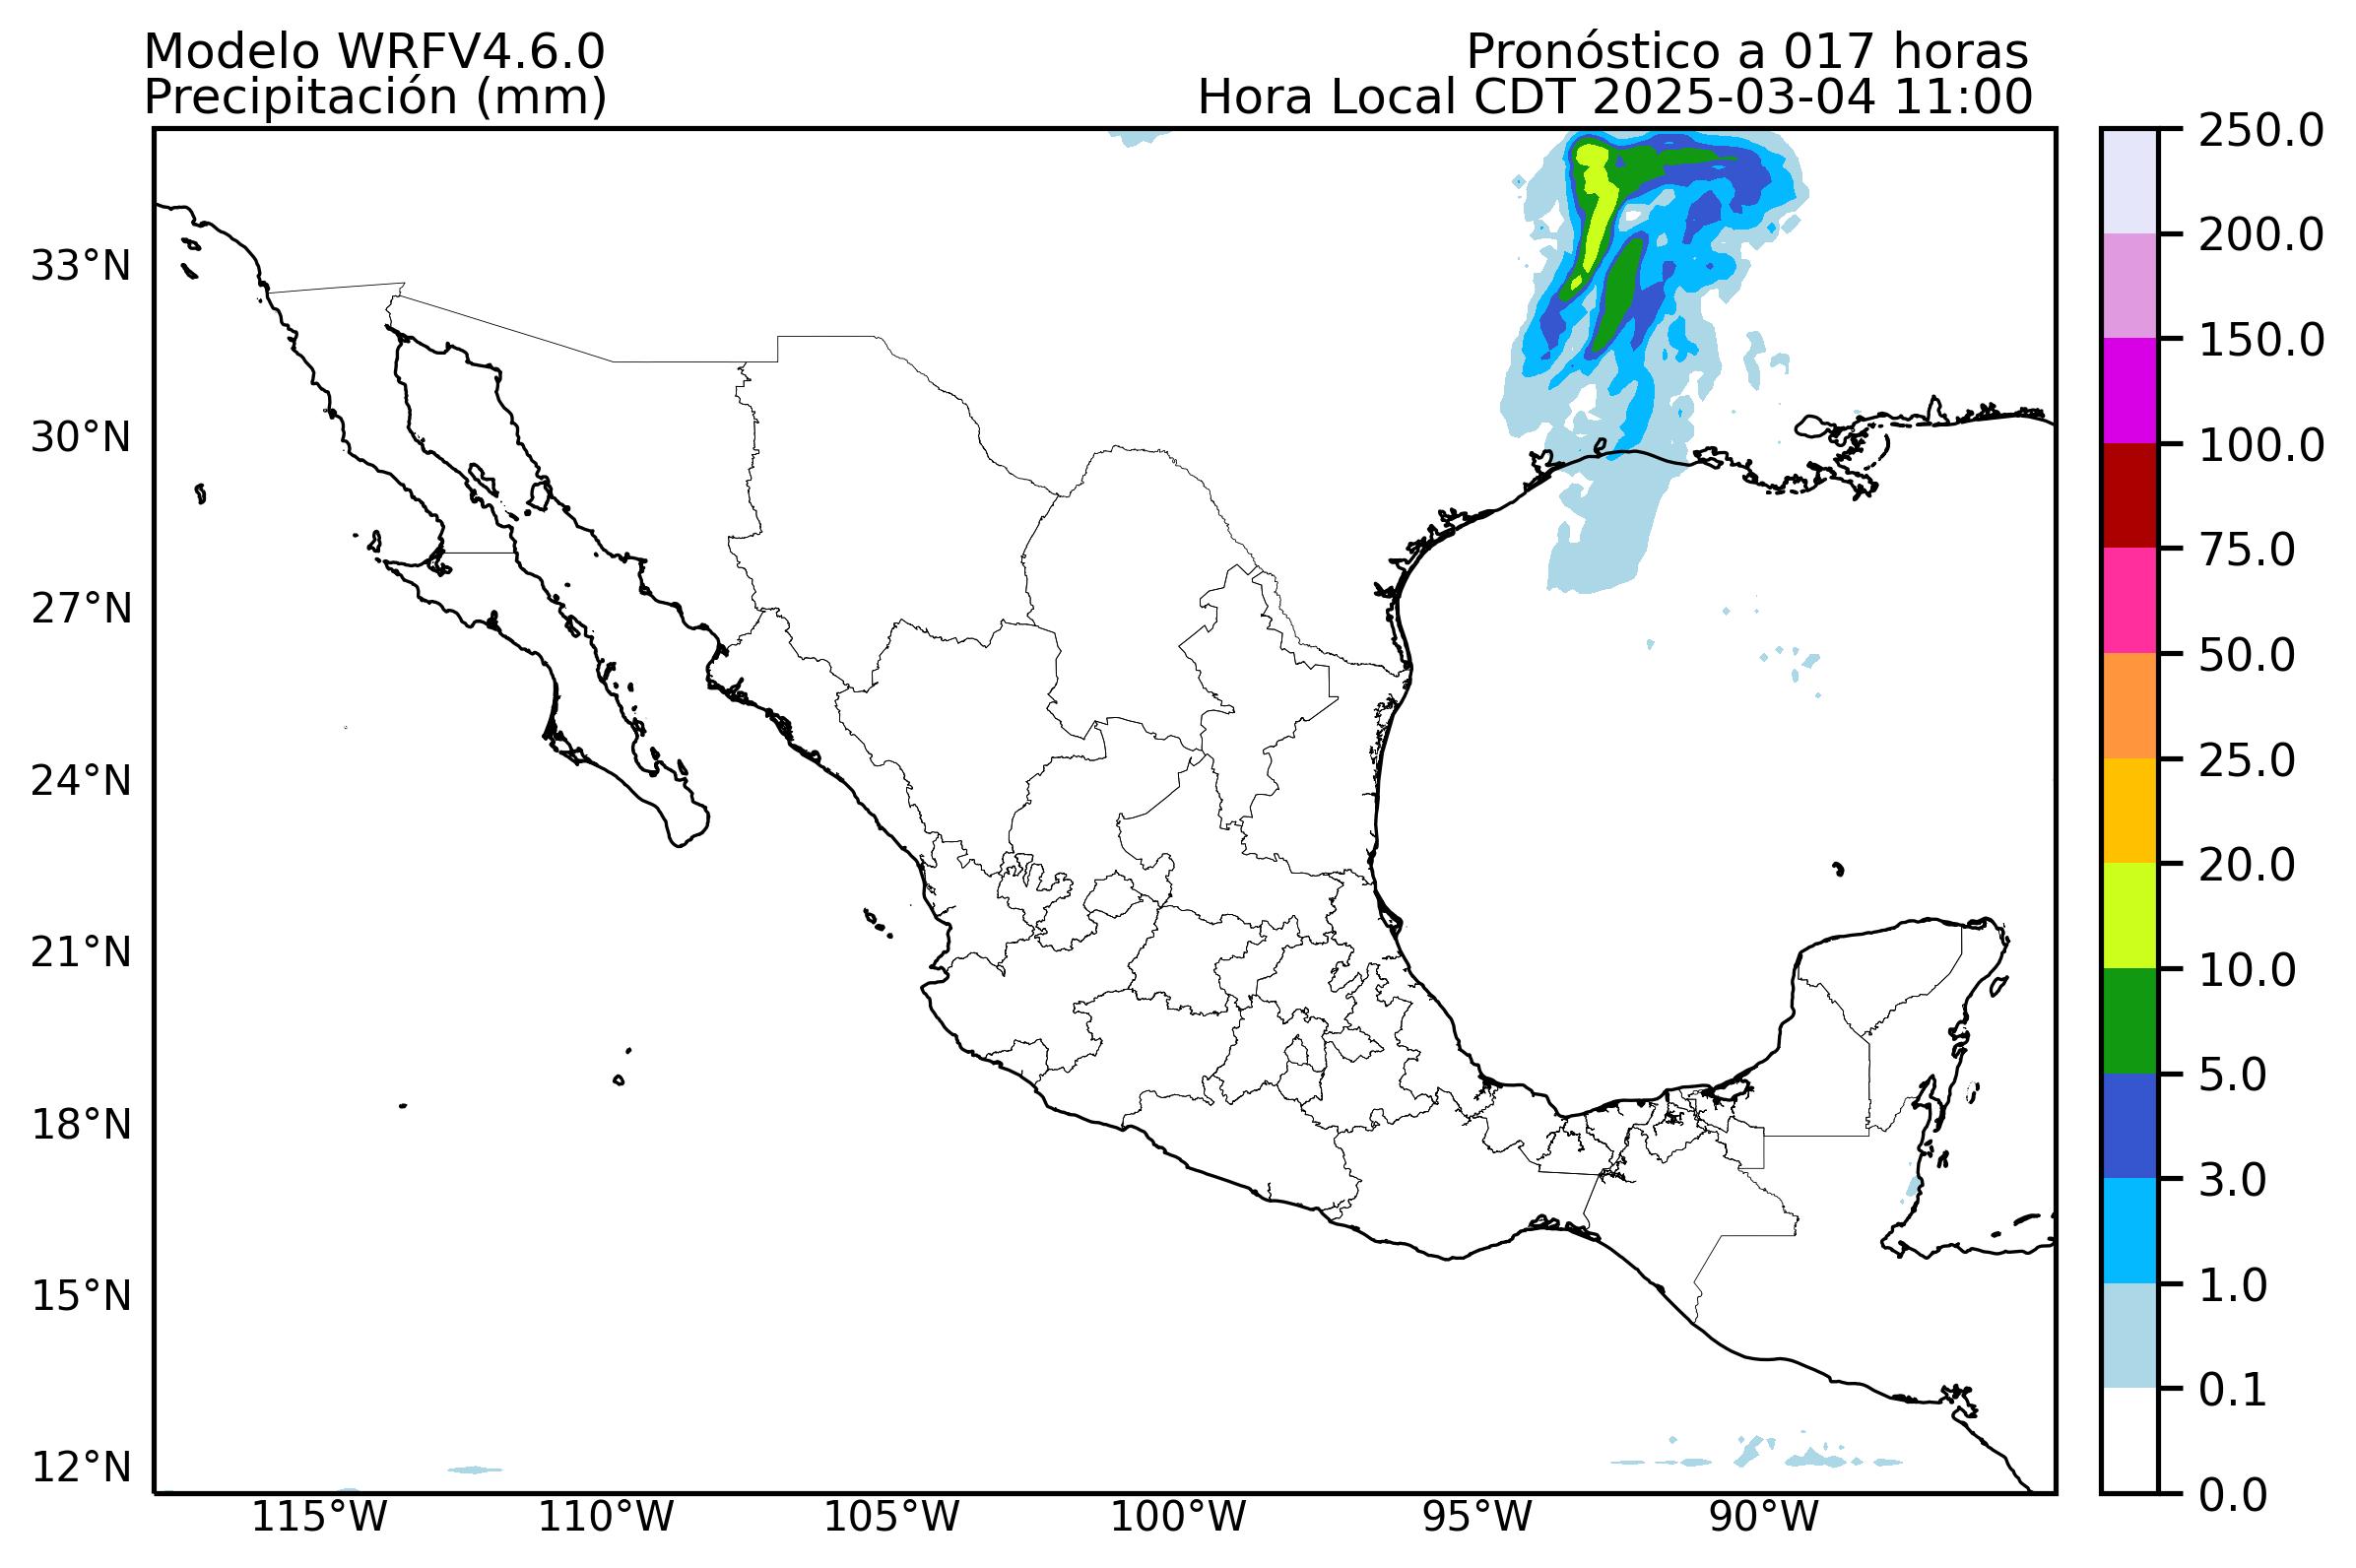 Modelo WRFV4.6.0
Pronóstico a 017 horas
Precipitación (mm)
Hora Local CDT 2025-03-04 11:00
33°N
30°N
27°N
24°N
21°N
18°N
15°N
12°N
115°W
110°W
105°W
100°W
95°W
90°W
250.0
200.0
150.0
100.0
75.0
50.0
25.0
20.0
10.0
5.0
3.0
1.0
0.1
0.0